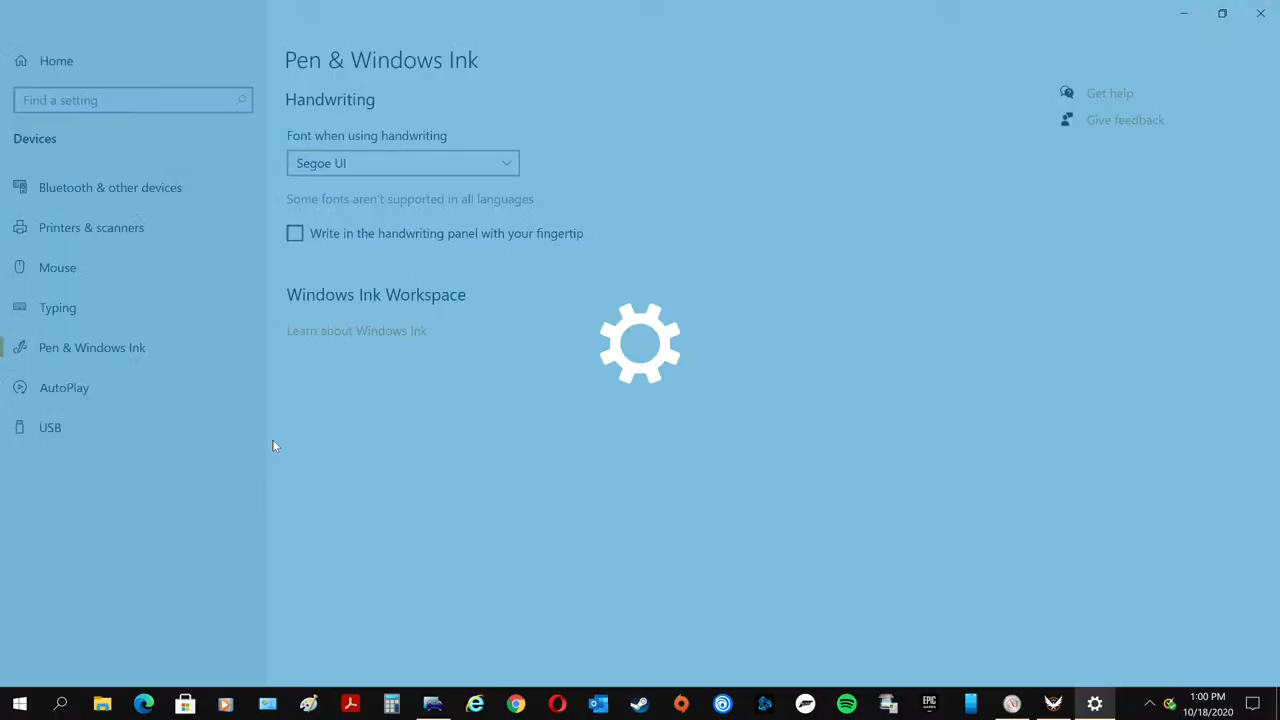 Home
Find a setting
Devices
Bluetooth & other devices
Printers & scanners
Mouse
Typing
Pen & Windows Ink
AutoPlay
USB
Pen & Windows Ink
Handwriting
Font when using handwriting
Segoe UI
Some fonts aren't supported in all languages
Write in the handwriting panel with your fingertip
Windows Ink Workspace
Learn about Windows Ink
Get help
Give feedback
EPIC
GAMES
1:00 PM
10/18/2020